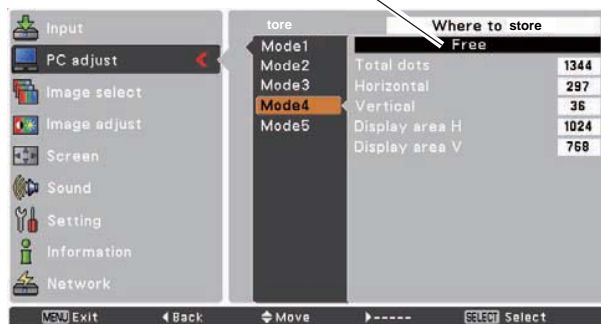 Input
PC adjust
Image select
Image adjust
Screen
Sound
Setting
Information
Network
tore
Mode1
Mode2
Mode3
Mode4
Mode5
Where to store
Free
Total dots 1344
Horizontal 297
Vertical 36
Display area H 1024
Display area V 768
MENU Exit Back Move ----- SELECT Select